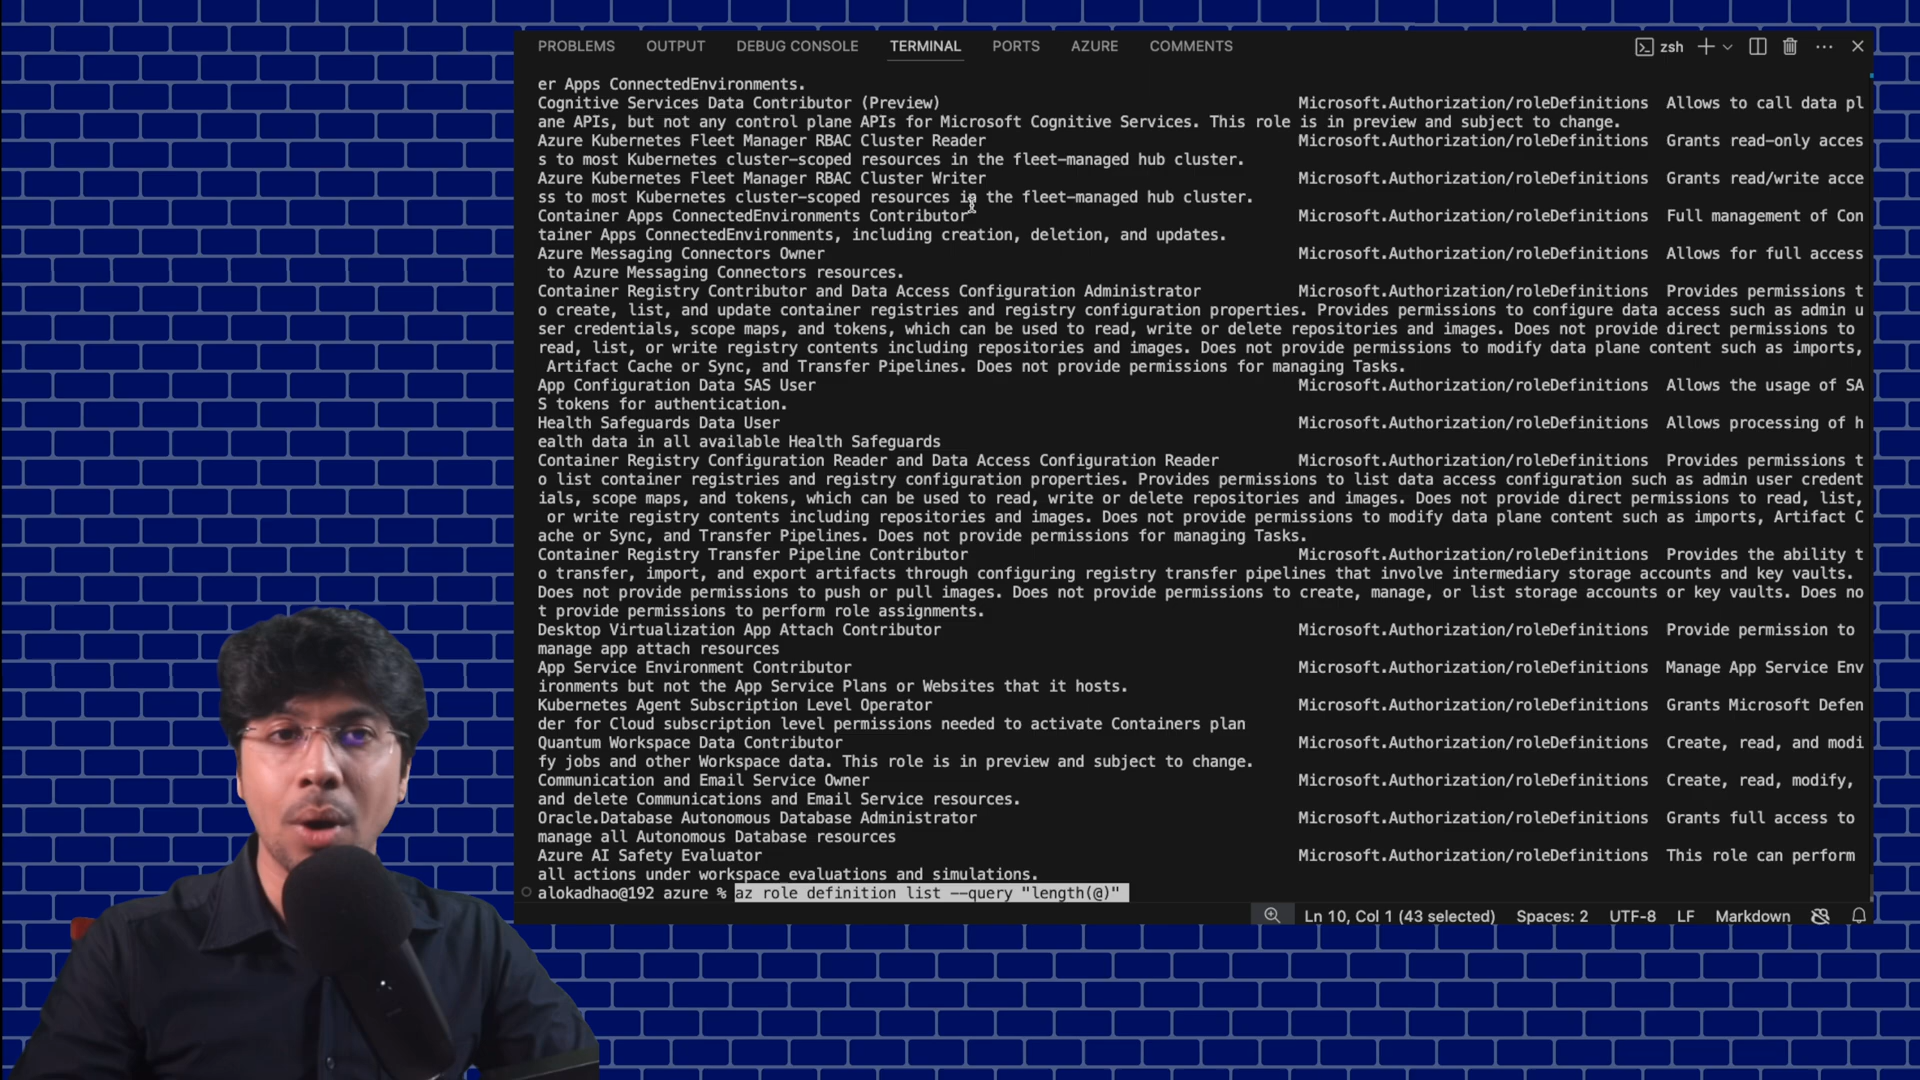 PROBLEMS OUTPUT DEBUG CONSOLE TERMINAL PORTS AZURE COMMENTS zsh
er Apps ConnectedEnvironments.
Cognitive Services Data Contributor (Preview) Microsoft.Authorization/roleDefinitions Allows to call data pl
ane APIs, but not any control plane APIs for Microsoft Cognitive Services. This role is in preview and subject to change.
Azure Kubernetes Fleet Manager RBAC Cluster Reader Microsoft.Authorization/roleDefinitions Grants read-only acces
s to most Kubernetes cluster-scoped resources in the fleet-managed hub cluster.
Azure Kubernetes Fleet Manager RBAC Cluster Writer Microsoft.Authorization/roleDefinitions Grants read/write acce
ss to most Kubernetes cluster-scoped resources in the fleet-managed hub cluster.
Container Apps ConnectedEnvironments Contributor Microsoft.Authorization/roleDefinitions Full management of Con
tainer Apps ConnectedEnvironments, including creation, deletion, and updates.
Azure Messaging Connectors Owner Microsoft.Authorization/roleDefinitions Allows for full access
to Azure Messaging Connectors resources.
Container Registry Contributor and Data Access Configuration Administrator Microsoft.Authorization/roleDefinitions Provides permissions t
o create, list, and update container registries and registry configuration properties. Provides permissions to configure data access such as admin u
ser credentials, scope maps, and tokens, which can be used to read, write or delete repositories and images. Does not provide direct permissions to
read, list, or write registry contents including repositories and images. Does not provide permissions to modify data plane content such as imports,
Artifact Cache or Sync, and Transfer Pipelines. Does not provide permissions for managing Tasks.
App Configuration Data SAS User Microsoft.Authorization/roleDefinitions Allows the usage of SA
S tokens for authentication.
Health Safeguards Data User Microsoft.Authorization/roleDefinitions Allows processing of h
ealth data in all available Health Safeguards
Container Registry Configuration Reader and Data Access Configuration Reader Microsoft.Authorization/roleDefinitions Provides permissions t
o list container registries and registry configuration properties. Provides permissions to list data access configuration such as admin user credent
ials, scope maps, and tokens, which can be used to read, write or delete repositories and images. Does not provide direct permissions to read, list,
or write registry contents including repositories and images. Does not provide permissions to modify data plane content such as imports, Artifact C
ache or Sync, and Transfer Pipelines. Does not provide permissions for managing Tasks.
Container Registry Transfer Pipeline Contributor Microsoft.Authorization/roleDefinitions Provides the ability t
o transfer, import, and export artifacts through configuring registry transfer pipelines that involve intermediary storage accounts and key vaults.
Does not provide permissions to push or pull images. Does not provide permissions to create, manage, or list storage accounts or key vaults. Does no
t provide permissions to perform role assignments.
Desktop Virtualization App Attach Contributor Microsoft.Authorization/roleDefinitions Provide permission to
manage app attach resources
App Service Environment Contributor Microsoft.Authorization/roleDefinitions Manage App Service Env
ironments but not the App Service Plans or Websites that it hosts.
Kubernetes Agent Subscription Level Operator Microsoft.Authorization/roleDefinitions Grants Microsoft Defen
der for Cloud subscription level permissions needed to activate Containers plan
Quantum Workspace Data Contributor Microsoft.Authorization/roleDefinitions Create, read, and modi
fy jobs and other Workspace data. This role is in preview and subject to change.
Communication and Email Service Owner Microsoft.Authorization/roleDefinitions Create, read, modify,
and delete Communications and Email Service resources.
Oracle.Database Autonomous Database Administrator Microsoft.Authorization/roleDefinitions Grants full access to
manage all Autonomous Database resources
Azure AI Safety Evaluator Microsoft.Authorization/roleDefinitions This role can perform
all actions under workspace evaluations and simulations.
alokadhao@192 azure % az role definition list --query "length(@)"
Ln 10, Col 1 (43 selected) Spaces: 2 UTF-8 LF Markdown